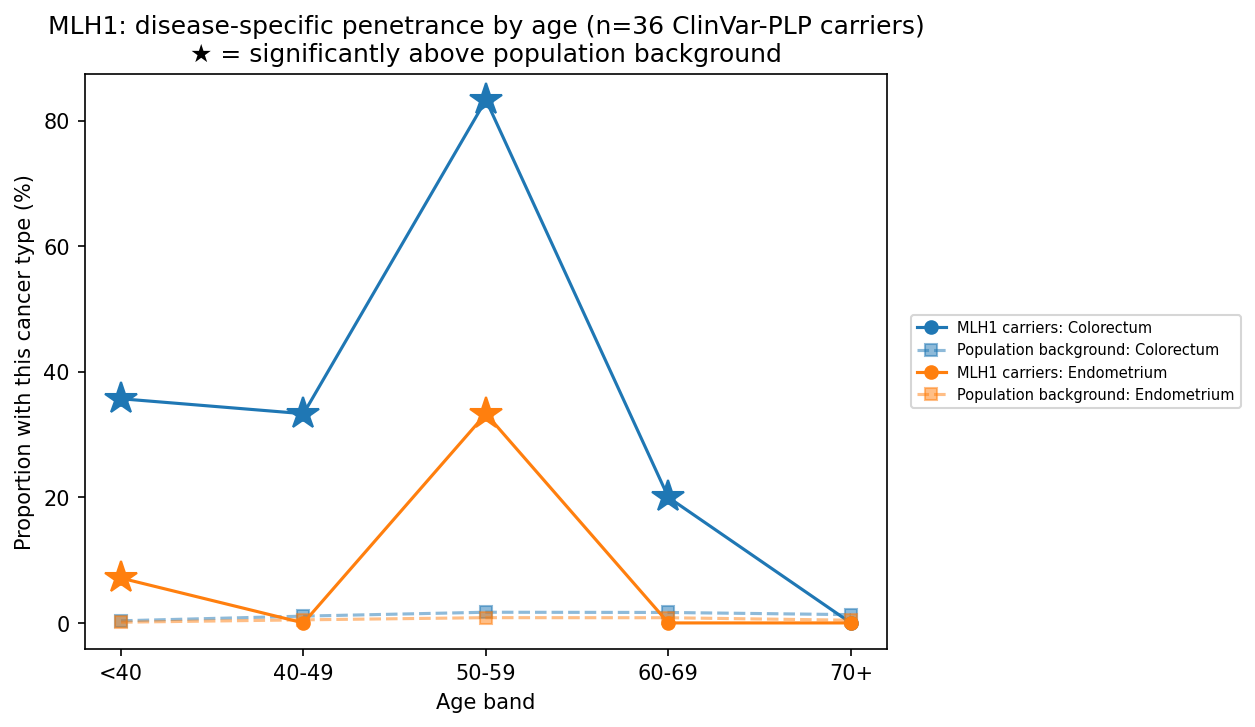 MLH1: disease-specific penetrance by age (n=36 ClinVar-PLP carriers)
★ = significantly above population background
Proportion with this cancer type (%)
80
60
40
20
0
<40
40-49
50-59
60-69
70+
Age band
MLH1 carriers: Colorectum
Population background: Colorectum
MLH1 carriers: Endometrium
Population background: Endometrium